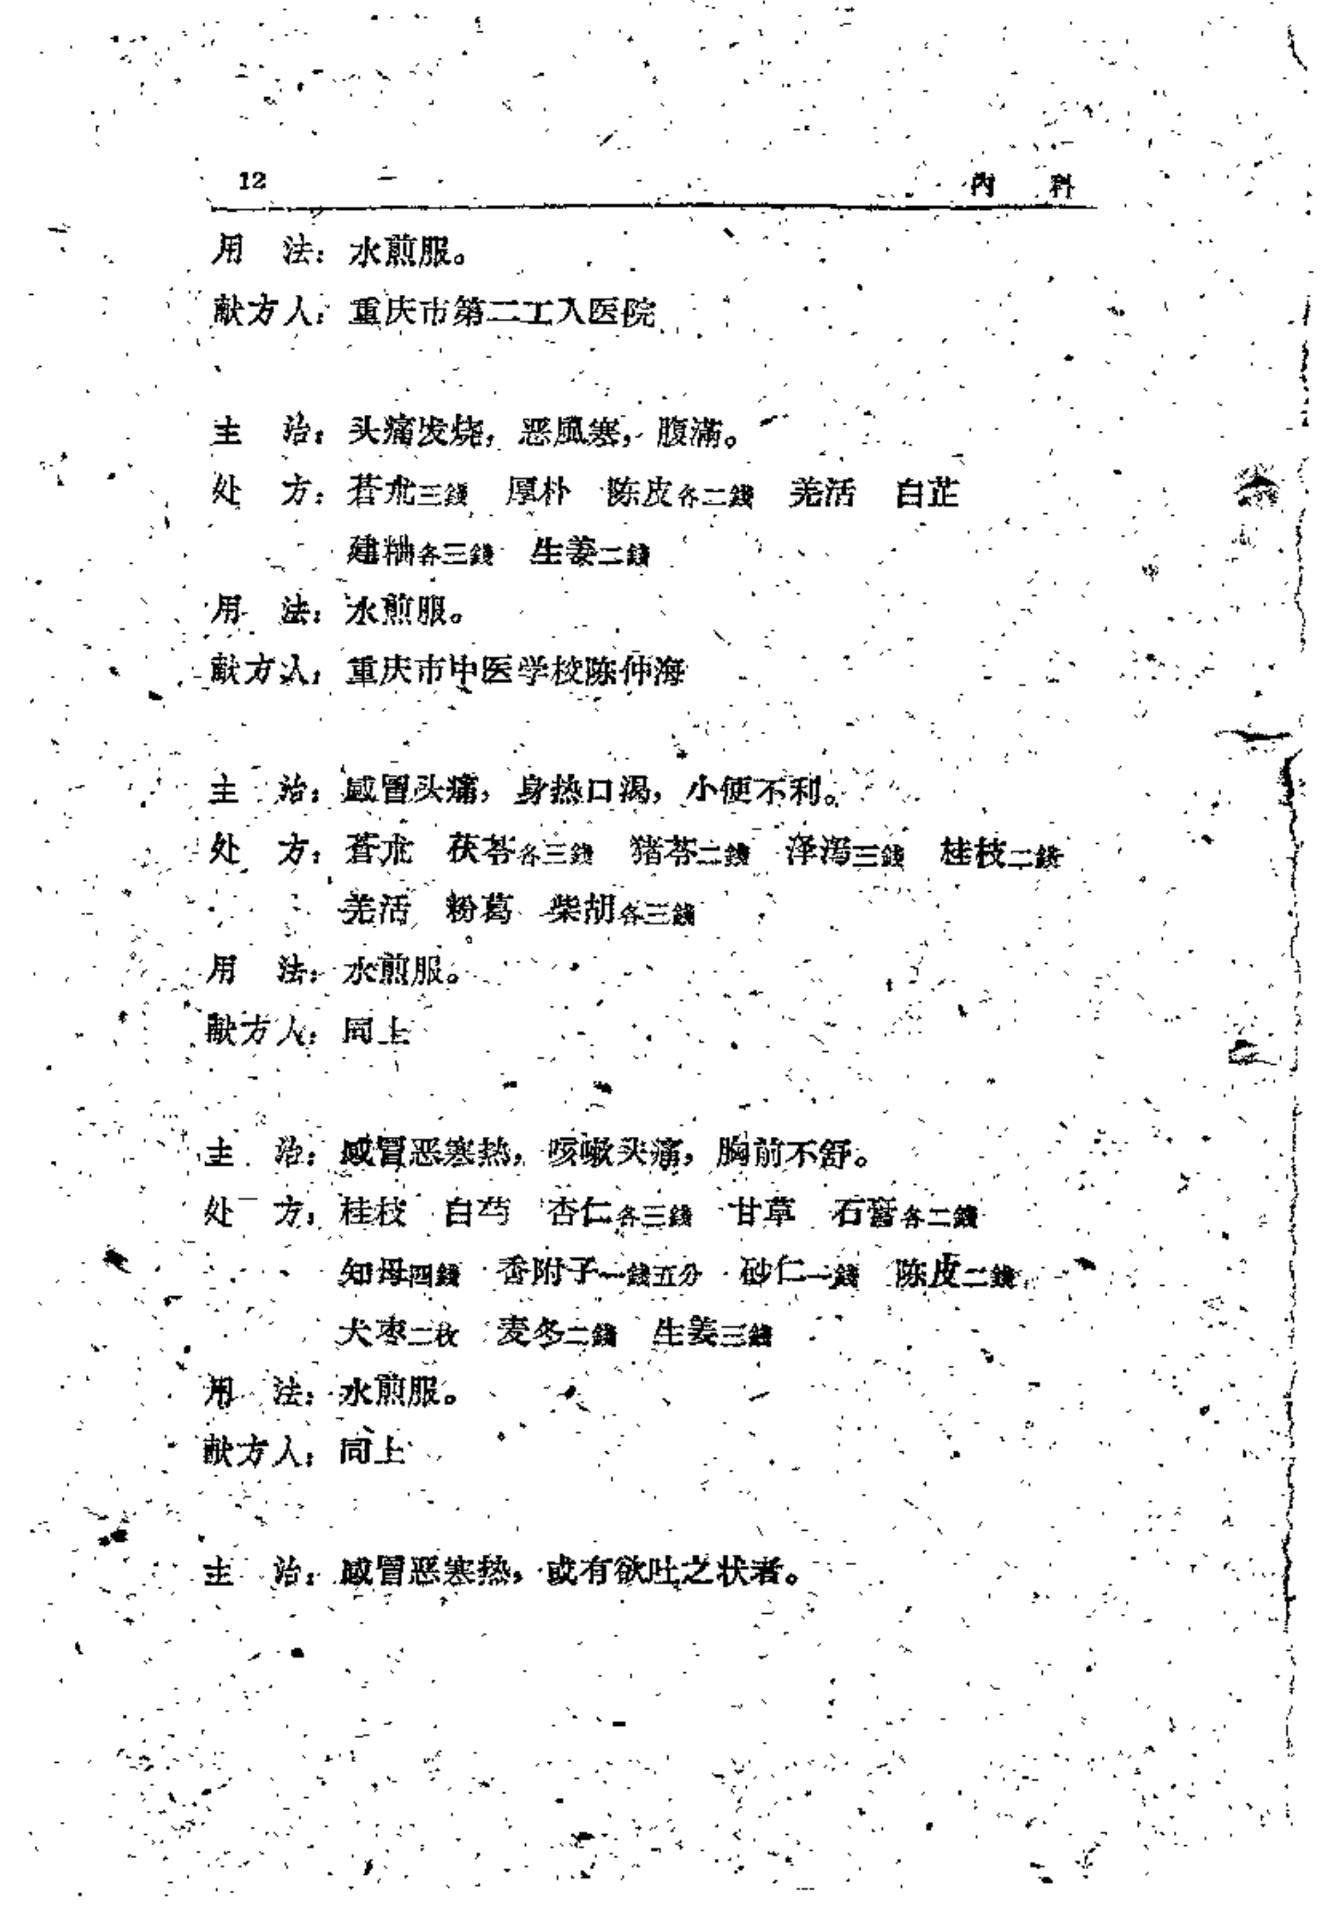 12 內 科
用 法：水煎服。
献方人：重庆市第二工人医院
主 治：头痛发烧，恶風寒，腹滿。
处 方：蒼朮三錢 厚朴 陈皮各二錢 羌活 白芷
建粬各三錢 生姜二錢
用 法：水煎服。
献方人：重庆市中医学校陈仲海
主 治：感冒头痛，身热口渴，小便不利。
处 方：蒼朮 茯苓各三錢 猪苓二錢 泽泻三錢 桂枝二錢
羌活 粉葛 柴胡各三錢
用 法：水煎服。
献方人：同上
主 治：感冒恶寒热，咳嗽头痛，胸前不舒。
处 方：桂枝 白芍 杏仁各三錢 甘草 石膏各二錢
知母四錢 香附子一錢五分 砂仁一錢 陈皮二錢
大枣二枚 麦冬二錢 生姜三錢
用 法：水煎服。
献方人：同上
主 治：感冒恶寒热，或有欲吐之状者。